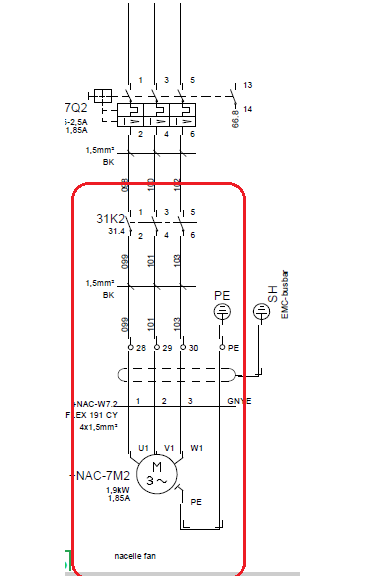 1 3 5 13
7Q2
14
-2,5A
1,85A
66.8
2 4 6
1,5mm²
BK
100
31K2
1 3 5
31.4
2 4 6
099 101 103
1,5mm²
BK
PE
SH
EMC-busbar
099 101 103
28 29 30 PE
-NAC-W7.2
1 2 3 GNYE
FLEX 191 CY
4x1,5mm²
U1 V1 W1
-NAC-7M2
M
3 ~
1,9kW
1,85A
PE
nacelle fan